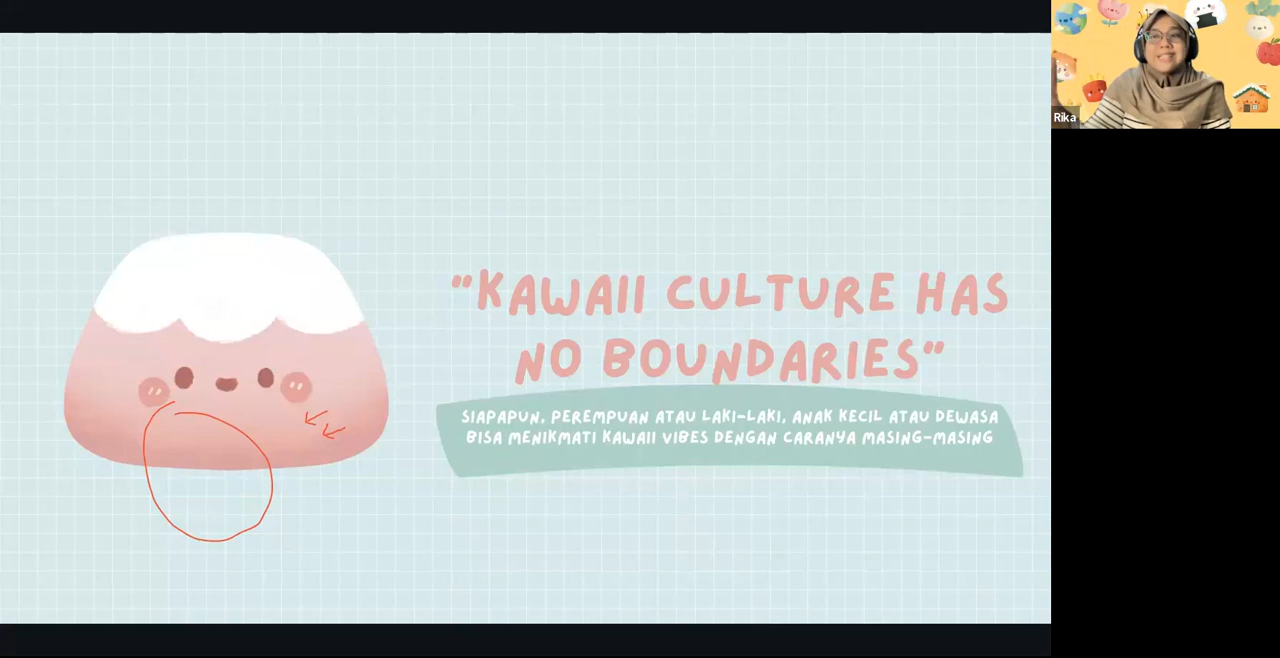 "KAWAII CULTURE HAS
NO BOUNDARIES"
SIAPAPUN, PEREMPUAN ATAU LAKI-LAKI, ANAK KECIL ATAU DEWASA
BISA MENIKMATI KAWAII VIBES DENGAN CARANYA MASING-MASING
Rika